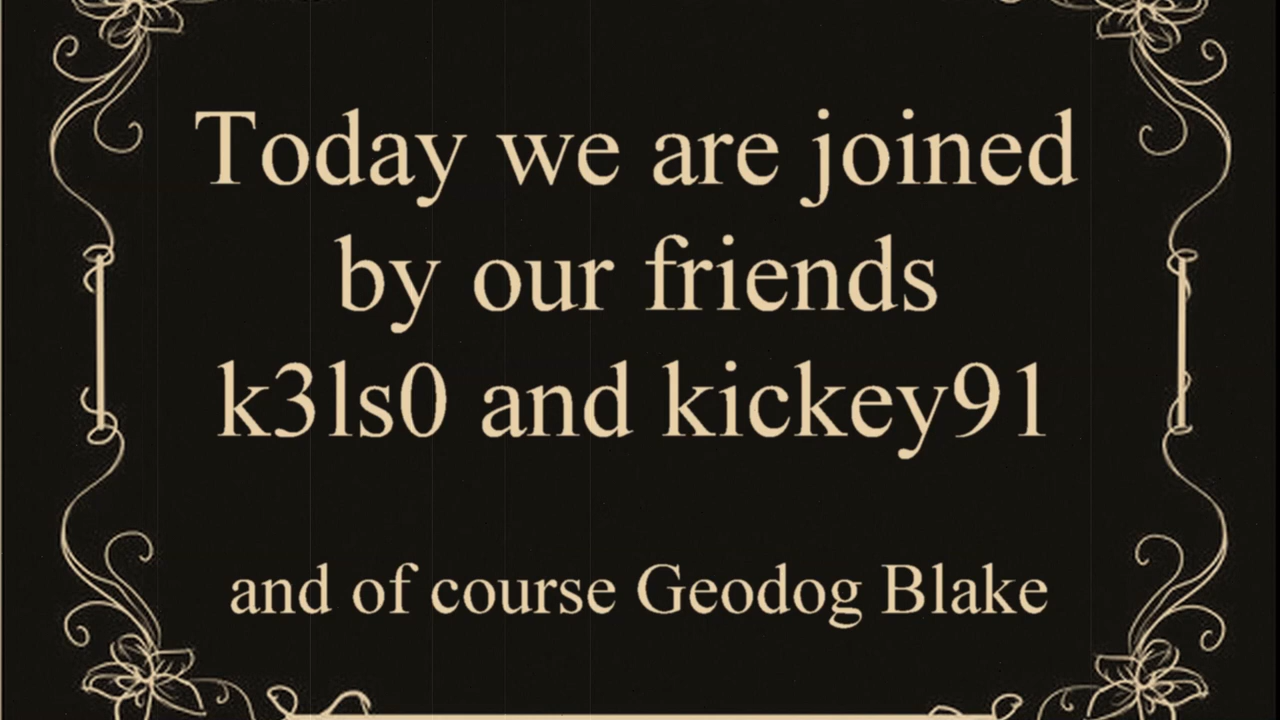 Today we are joined
by our friends
k3ls0 and kickey91
and of course Geodog Blake